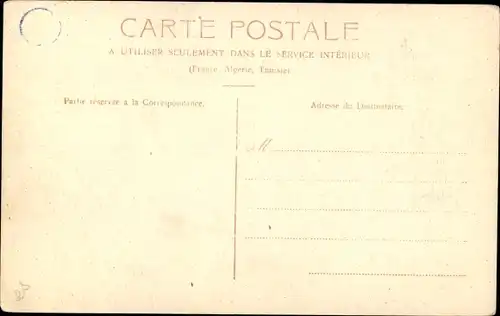 CARTE POSTALE
A UTILISER SEULEMENT DANS LE SERVICE INTÉRIEUR
(France, Algérie, Tunisie)
Partie réservée à la Correspondance.
Adresse du Destinataire.
M